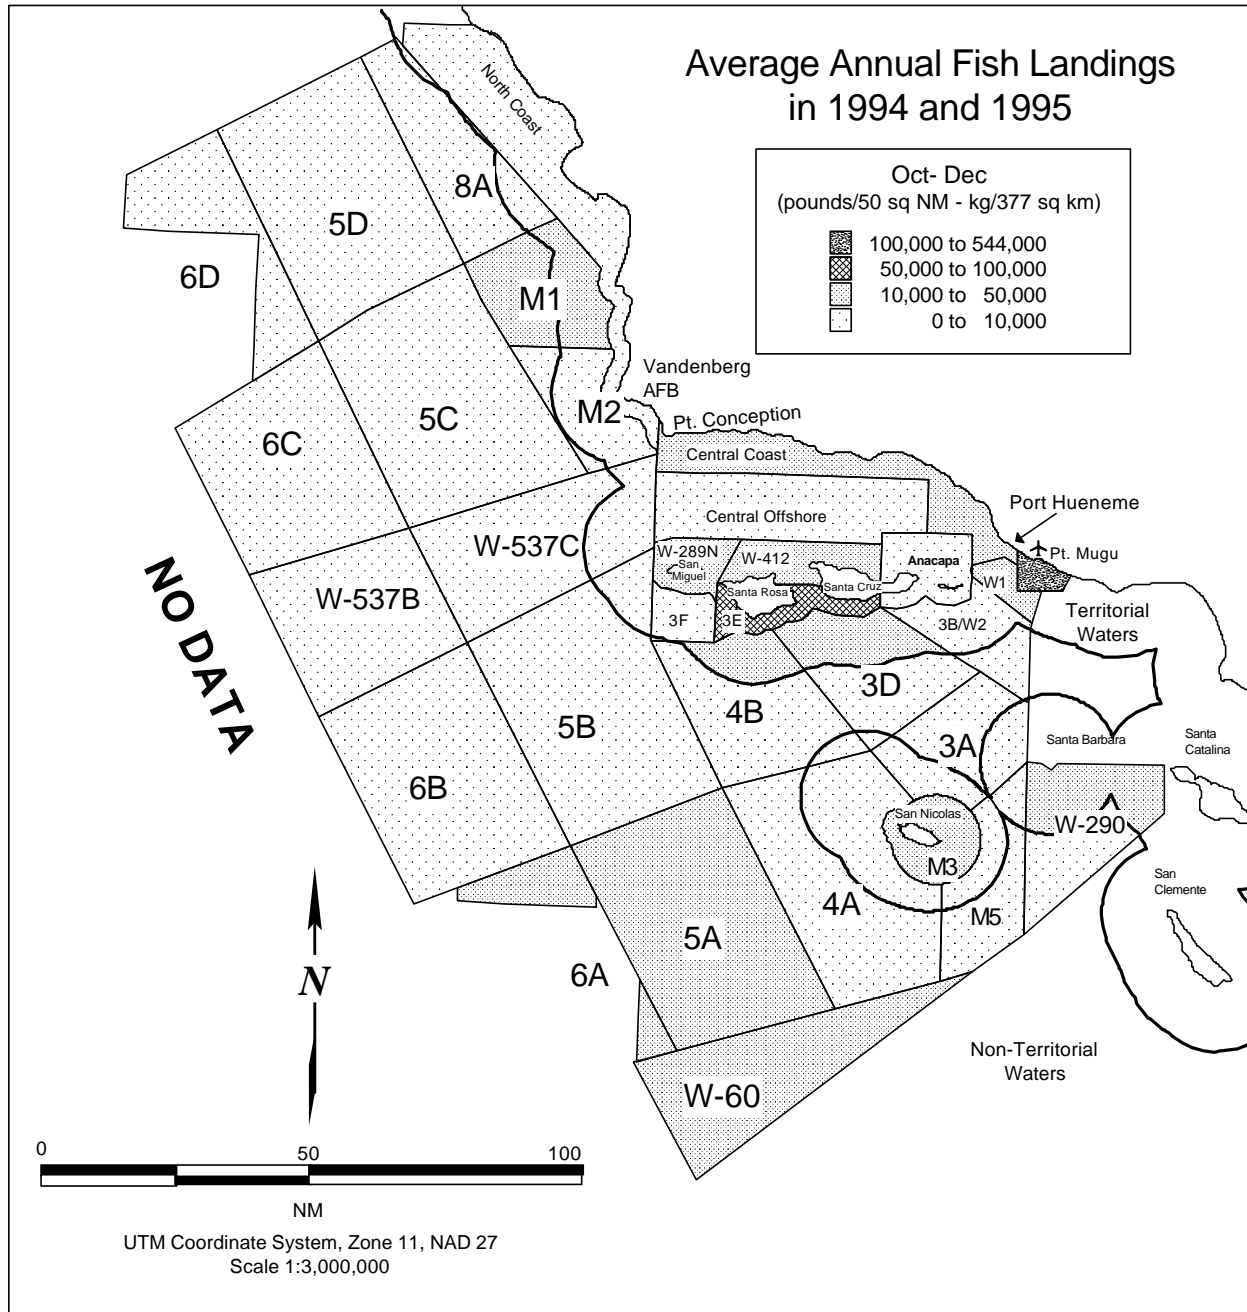 Average Annual Fish Landings
in 1994 and 1995
Oct- Dec
(pounds/50 sq NM - kg/377 sq km)
100,000 to 544,000
50,000 to 100,000
10,000 to 50,000
0 to 10,000
North Coast
8A
5D
6D
M1
Vandenberg
AFB
M2
Pt. Conception
5C
6C
Central Coast
Port Hueneme
Central Offshore
W-537C
W-289N
W-412
Anacapa
Pt. Mugu
San
Miguel
Santa Rosa
Santa Cruz
W1
W-537B
3F
3E
3B/W2
Territorial
Waters
NO DATA
3D
4B
5B
3A
Santa Barbara
Santa
Catalina
6B
San Nicolas
W-290
M3
San
Clemente
4A
M5
5A
6A
N
Non-Territorial
Waters
W-60
0
50
100
NM
UTM Coordinate System, Zone 11, NAD 27
Scale 1:3,000,000